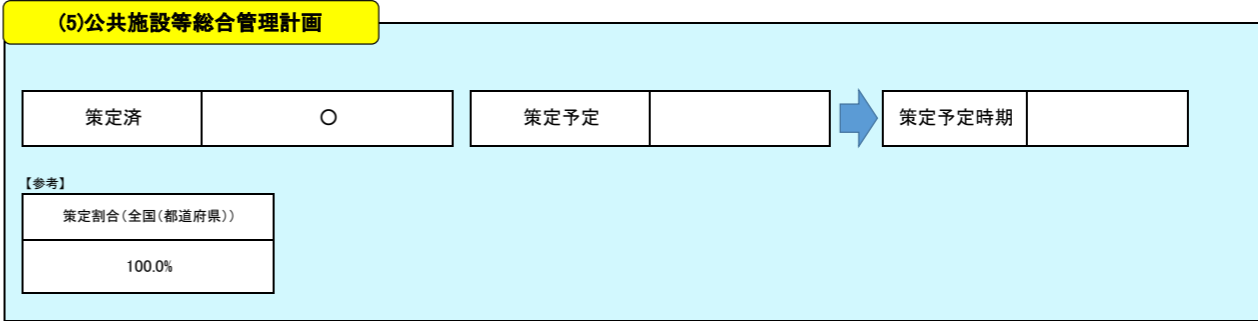 (5)公共施設等総合管理計画
策定済 〇 策定予定 策定予定時期
【参考】
策定割合(全国(都道府県))
100.0%